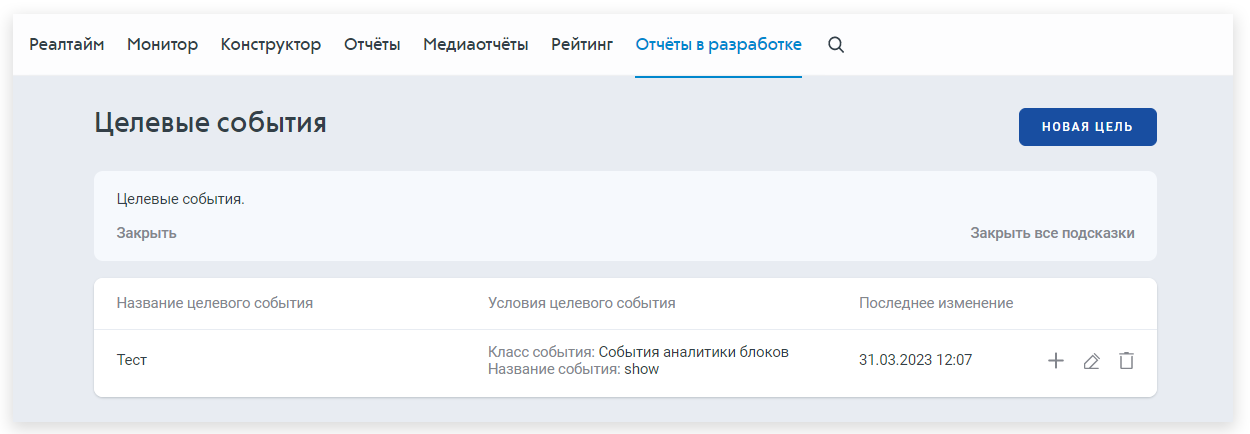 Реалтайм Монитор Конструктор Отчёты Медиаотчёты Рейтинг Отчёты в разработке
Целевые события
НОВАЯ ЦЕЛЬ
Целевые события.
Закрыть Закрыть все подсказки
Название целевого события Условия целевого события Последнее изменение
Тест
Класс события: События аналитики блоков
Название события: show
31.03.2023 12:07